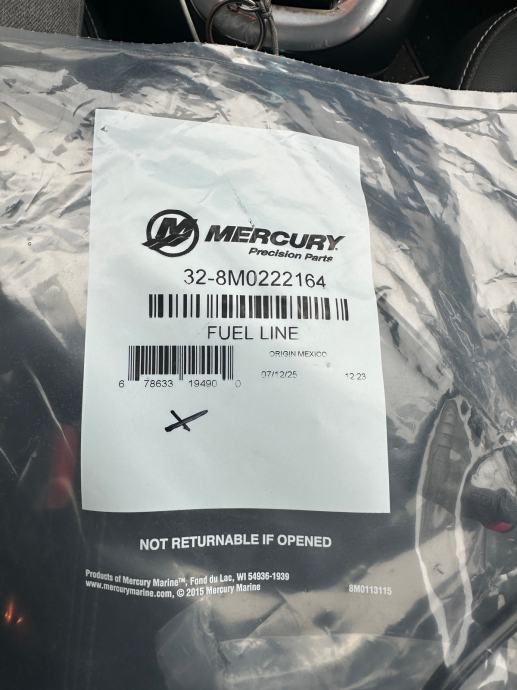 MERCURY
Precision Parts
32-8M0222164
FUEL LINE
ORIGIN MEXICO
6 78633 19490 0
07/12/25 12:23
NOT RETURNABLE IF OPENED
Products of Mercury Marine™, Fond du Lac, WI 54936-1939
www.mercurymarine.com, © 2015 Mercury Marine
8M0113115